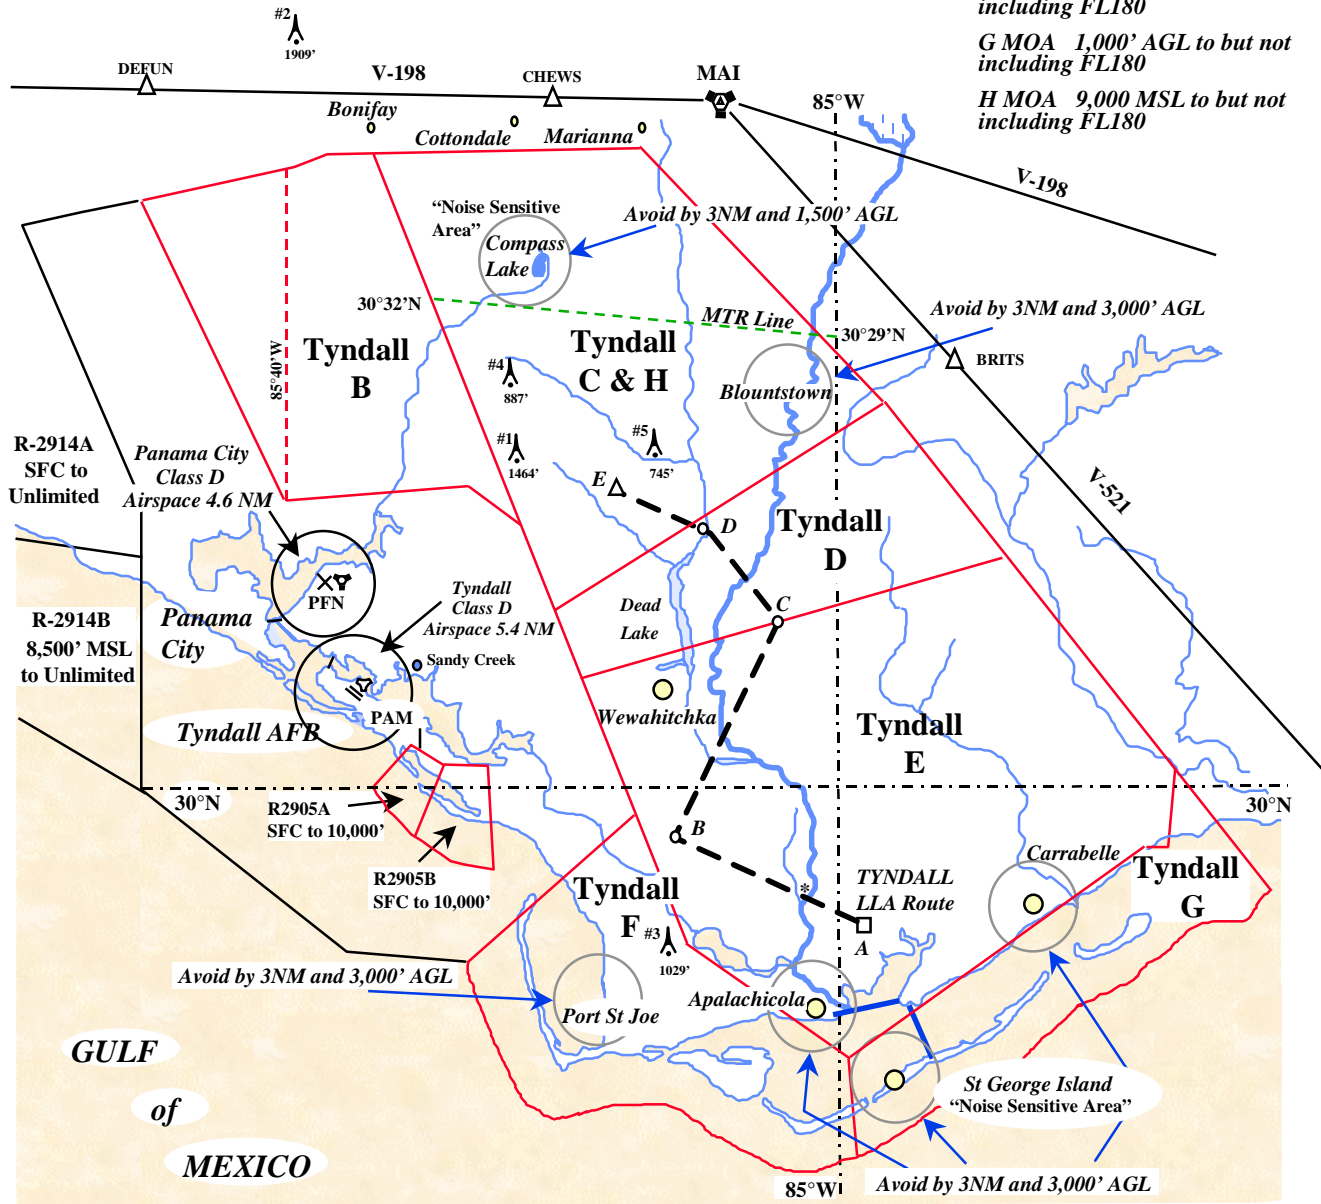 including FL180
G MOA 1,000’ AGL to but not
including FL180
H MOA 9,000 MSL to but not
including FL180
#2
1909’
DEFUN
V-198
CHEWS
MAI
85°W
Bonifay
Cottondale
Marianna
V-198
“Noise Sensitive
Area”
Avoid by 3NM and 1,500’ AGL
Compass
Lake
30°32’N
MTR Line
Avoid by 3NM and 3,000’ AGL
30°29’N
BRITS
Tyndall
B
85°40’W
Tyndall
C & H
#4
887’
Blountstown
#1
1464’
#5
745’
R-2914A
SFC to
Unlimited
Panama City
Class D
Airspace 4.6 NM
E
V-521
D
Tyndall
D
PFN
Tyndall
Class D
Airspace 5.4 NM
Dead
Lake
C
R-2914B
8,500’ MSL
to Unlimited
Panama
City
Sandy Creek
Wewahitchka
PAM
Tyndall AFB
Tyndall
E
30°N
30°N
R2905A
SFC to 10,000’
B
R2905B
SFC to 10,000’
Carrabelle
Tyndall
G
Tyndall
F
*
TYNDALL
LLA Route
A
#3
1029’
Avoid by 3NM and 3,000’ AGL
Port St Joe
Apalachicola
GULF
of
MEXICO
St George Island
“Noise Sensitive Area”
85°W
Avoid by 3NM and 3,000’ AGL